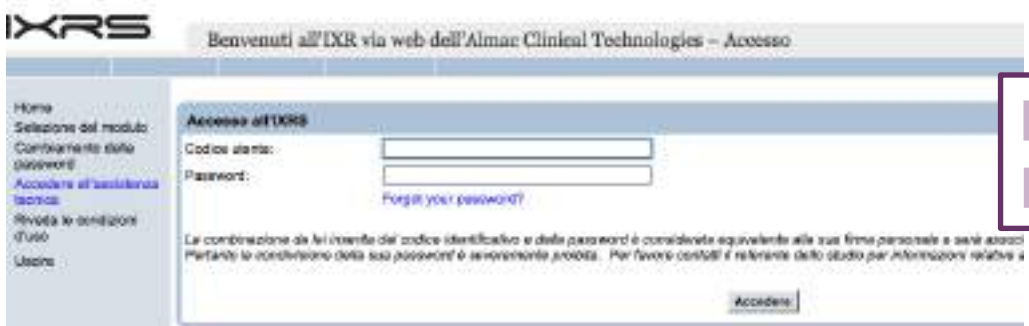 IXRS
Benvenuti all'IXR via web dell'Almac Clinical Technologies – Accesso
Home
Selezione del modulo
Cambiamento della
password
Accedere all'assistenza
tecnica
Riveda le condizioni
d'uso
Uscire
Accesso all'IXRS
Codice utente:
Password:
Forgot your password?
La combinazione da lei inserita del codice identificativo e della password è considerata equivalente alla sua firma personale e sarà associ
Pertanto la condivisione della sua password è severamente proibita. Per favore contatti il referente dello studio per informazioni relative a
Accedere